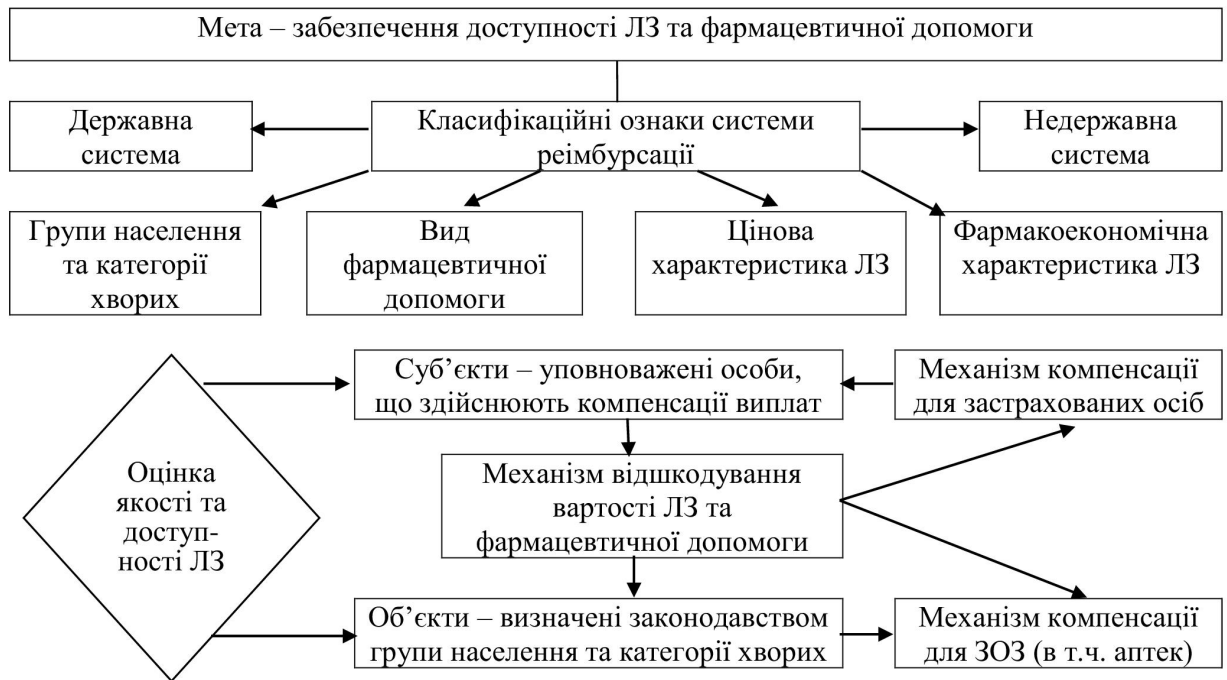 Мета – забезпечення доступності ЛЗ та фармацевтичної допомоги
Державна
система
Класифікаційні ознаки системи
реімбурсації
Недержавна
система
Групи населення
та категорії
хворих
Вид
фармацевтичної
допомоги
Цінова
характеристика ЛЗ
Фармакоекономічна
характеристика ЛЗ
Оцінка
якості та
доступ-
ності ЛЗ
Суб’єкти – уповноважені особи,
що здійснюють компенсації виплат
Механізм компенсації
для застрахованих осіб
Механізм відшкодування
вартості ЛЗ та
фармацевтичної допомоги
Об’єкти – визначені законодавством
групи населення та категорії хворих
Механізм компенсації
для ЗОЗ (в т.ч. аптек)